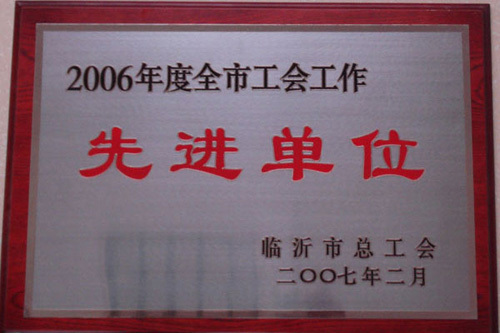 2006年度全市工会工作
先进单位
临沂市总工会
二〇〇七年二月